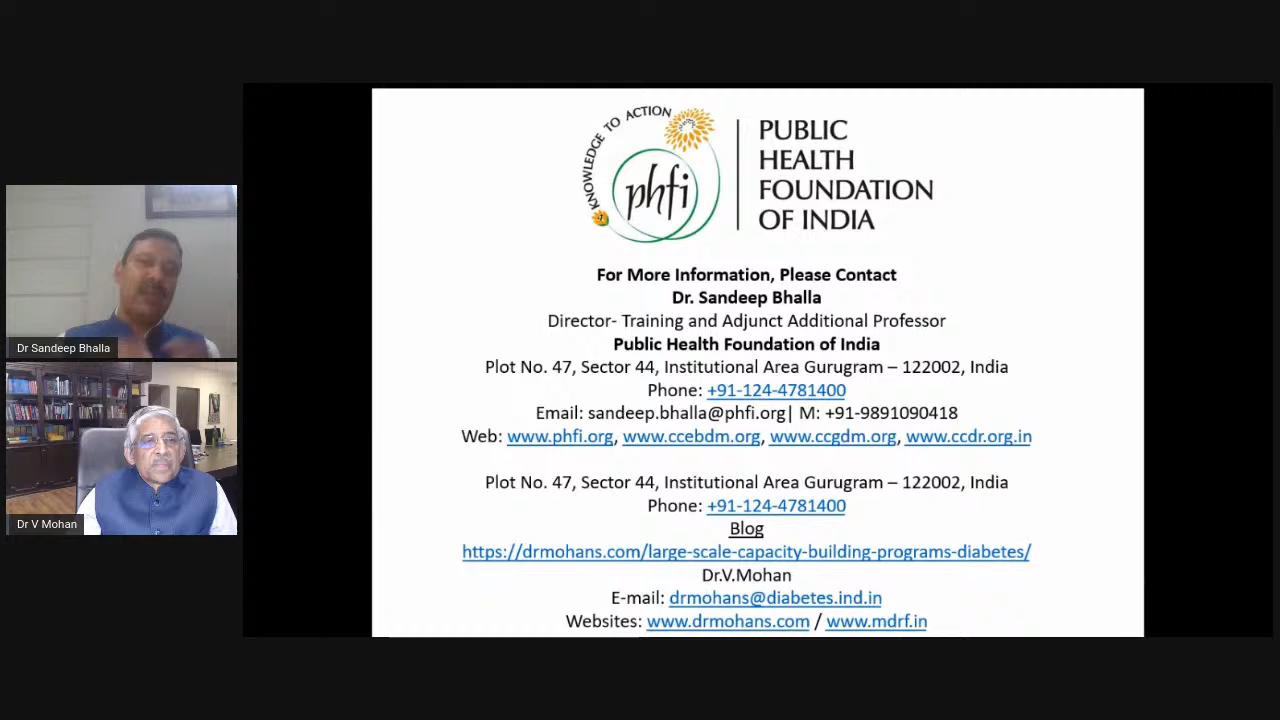 KNOWLEDGE TO ACTION
phfi
PUBLIC
HEALTH
FOUNDATION
OF INDIA
For More Information, Please Contact
Dr. Sandeep Bhalla
Director- Training and Adjunct Additional Professor
Public Health Foundation of India
Plot No. 47, Sector 44, Institutional Area Gurugram – 122002, India
Phone: +91-124-4781400
Email: sandeep.bhalla@phfi.org| M: +91-9891090418
Web: www.phfi.org, www.ccebdm.org, www.ccgdm.org, www.ccdr.org.in
Plot No. 47, Sector 44, Institutional Area Gurugram – 122002, India
Phone: +91-124-4781400
Blog
https://drmohans.com/large-scale-capacity-building-programs-diabetes/
Dr.V.Mohan
E-mail: drmohans@diabetes.ind.in
Websites: www.drmohans.com / www.mdrf.in
Dr Sandeep Bhalla
Dr V Mohan